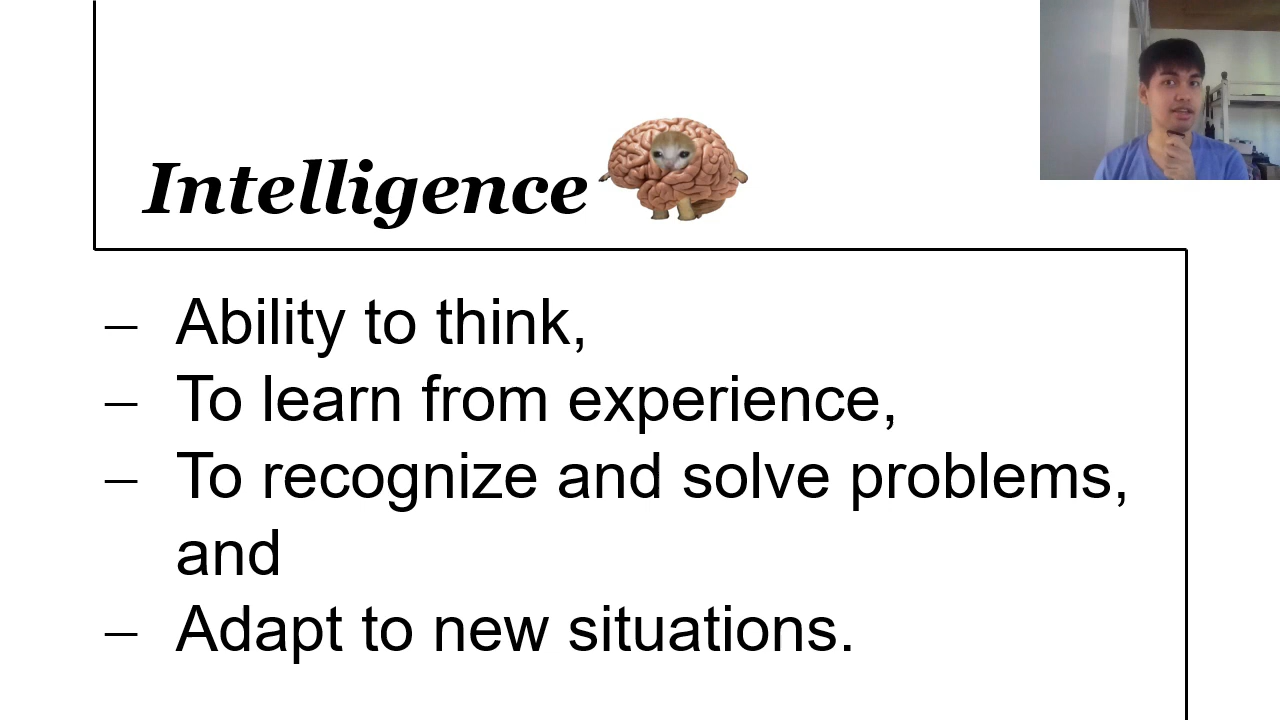 Intelligence
– Ability to think,
– To learn from experience,
– To recognize and solve problems,
and
– Adapt to new situations.